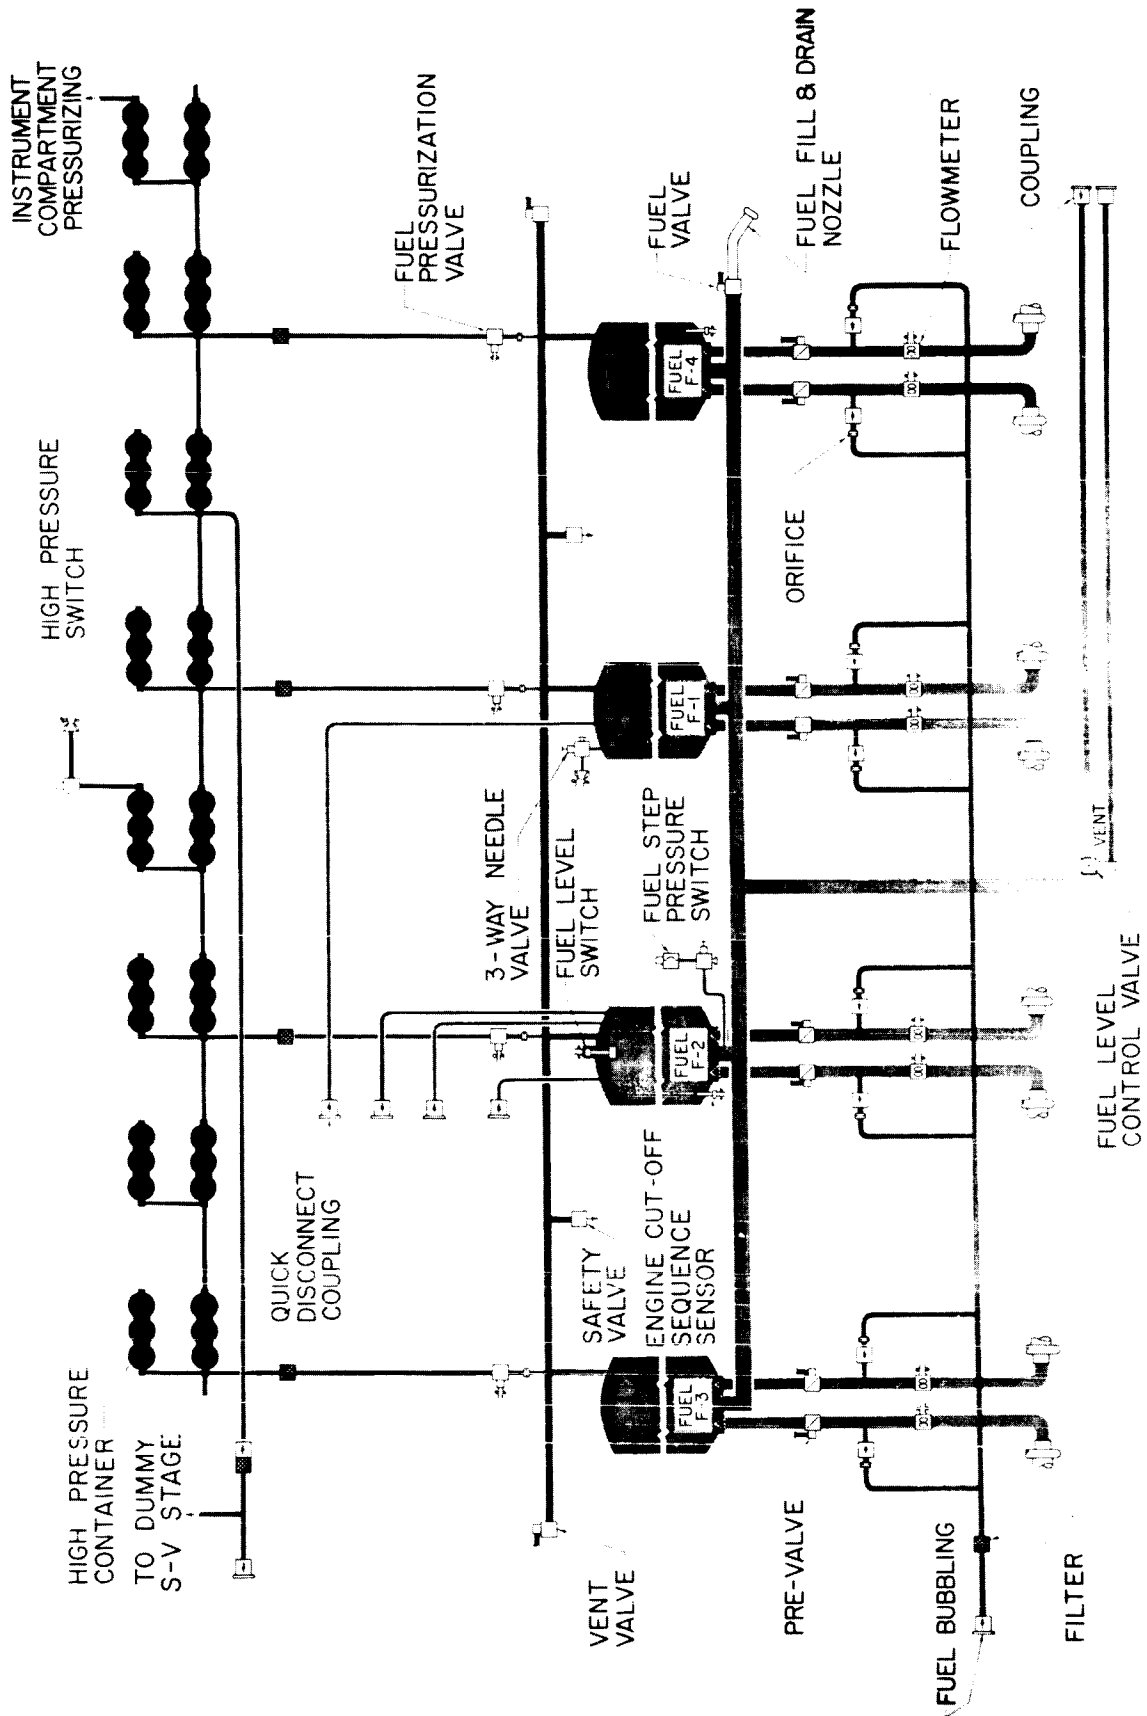 HIGH PRESSURE
CONTAINER
TO DUMMY
S-V STAGE
HIGH PRESSURE
SWITCH
INSTRUMENT
COMPARTMENT
PRESSURIZING
QUICK
DISCONNECT
COUPLING
FUEL
PRESSURIZATION
VALVE
3-WAY NEEDLE
VALVE
FUEL LEVEL
SWITCH
VENT
VALVE
SAFETY
VALVE
ENGINE CUT-OFF
SEQUENCE
SENSOR
FUEL STEP
PRESSURE
SWITCH
FUEL
VALVE
FUEL
F-3
FUEL
F-2
FUEL
F-1
FUEL
F-4
PRE-VALVE
ORIFICE
FUEL FILL & DRAIN
NOZZLE
FUEL BUBBLING
FLOWMETER
FILTER
FUEL LEVEL
CONTROL VALVE
VENT
COUPLING